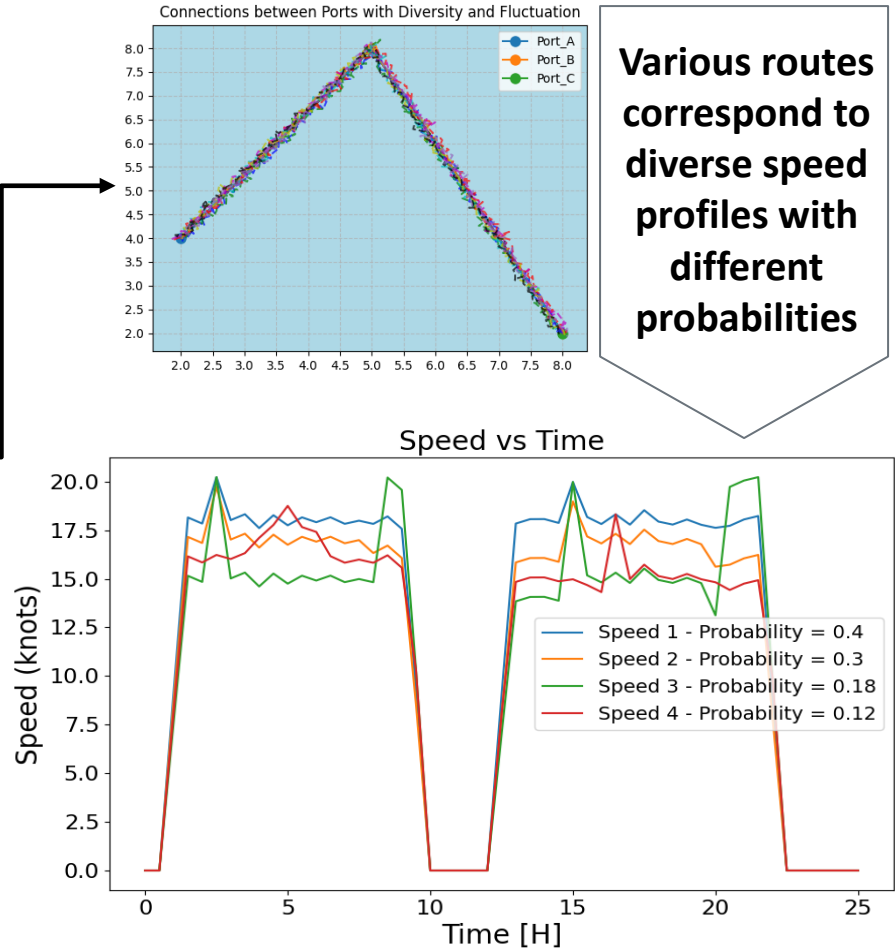 Connections between Ports with Diversity and Fluctuation
8.0
7.5
7.0
6.5
6.0
5.5
5.0
4.5
4.0
3.5
3.0
2.5
2.0
Port_A
Port_B
Port_C
2.0 2.5 3.0 3.5 4.0 4.5 5.0 5.5 6.0 6.5 7.0 7.5 8.0
Various routes
correspond to
diverse speed
profiles with
different
probabilities
Speed vs Time
Speed (knots)
20.0
17.5
15.0
12.5
10.0
7.5
5.0
2.5
0.0
Speed 1 - Probability = 0.4
Speed 2 - Probability = 0.3
Speed 3 - Probability = 0.18
Speed 4 - Probability = 0.12
0 5 10 15 20 25
Time [H]